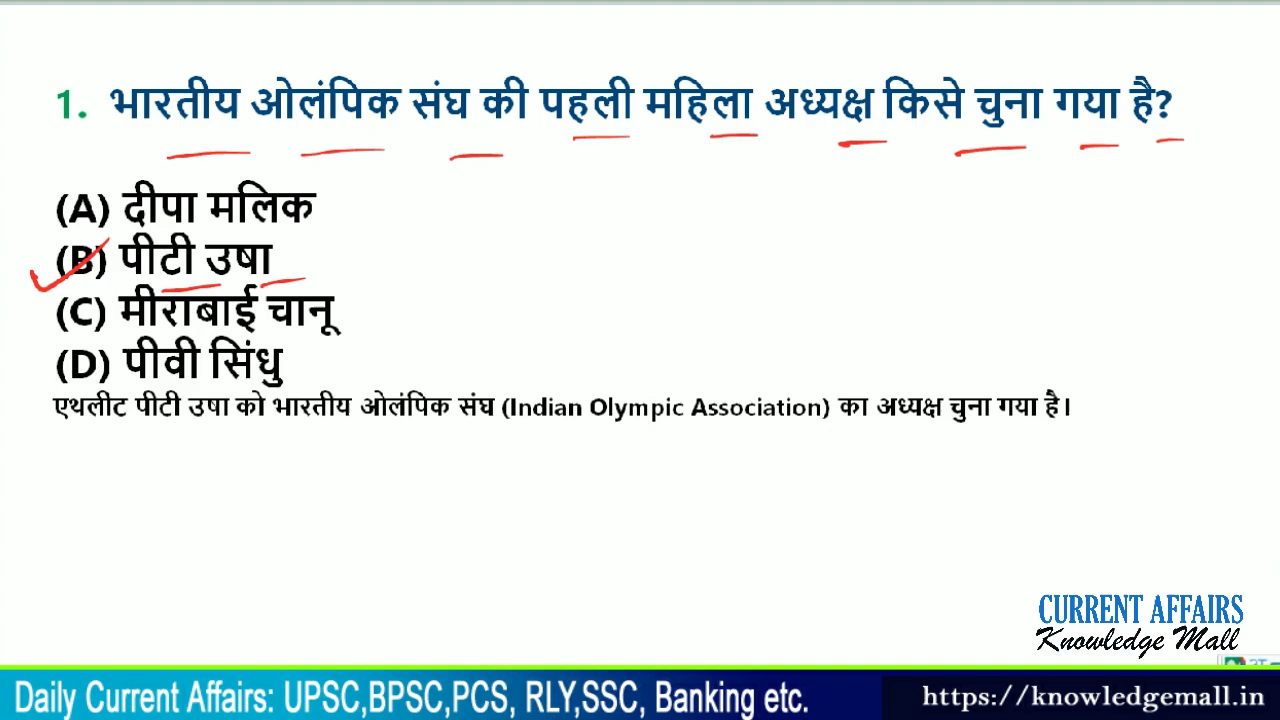 1. भारतीय ओलंपिक संघ की पहली महिला अध्यक्ष किसे चुना गया है?
(A) दीपा मलिक
(B) पीटी उषा
(C) मीराबाई चानू
(D) पीवी सिंधु
एथलीट पीटी उषा को भारतीय ओलंपिक संघ (Indian Olympic Association) का अध्यक्ष चुना गया है।
CURRENT AFFAIRS
Knowledge Mall
Daily Current Affairs: UPSC,BPSC,PCS, RLY,SSC, Banking etc.
https://knowledgemall.in